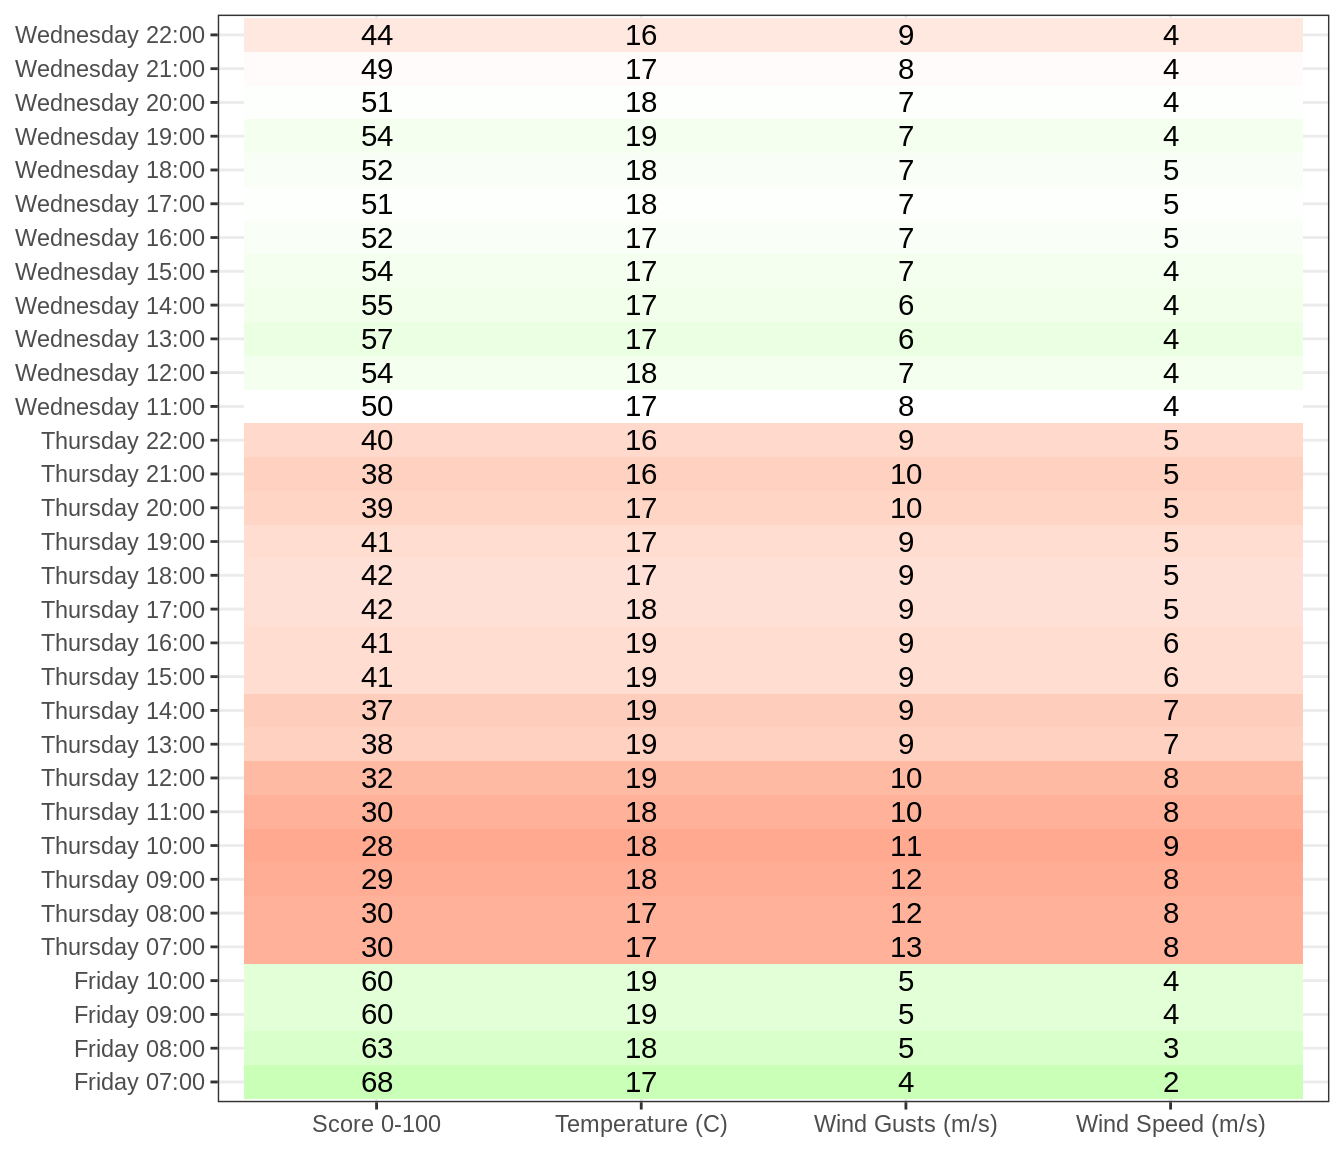 Wednesday 22:00 44 16 9 4
Wednesday 21:00 49 17 8 4
Wednesday 20:00 51 18 7 4
Wednesday 19:00 54 19 7 4
Wednesday 18:00 52 18 7 5
Wednesday 17:00 51 18 7 5
Wednesday 16:00 52 17 7 5
Wednesday 15:00 54 17 7 4
Wednesday 14:00 55 17 6 4
Wednesday 13:00 57 17 6 4
Wednesday 12:00 54 18 7 4
Wednesday 11:00 50 17 8 4
Thursday 22:00 40 16 9 5
Thursday 21:00 38 16 10 5
Thursday 20:00 39 17 10 5
Thursday 19:00 41 17 9 5
Thursday 18:00 42 17 9 5
Thursday 17:00 42 18 9 5
Thursday 16:00 41 19 9 6
Thursday 15:00 41 19 9 6
Thursday 14:00 37 19 9 7
Thursday 13:00 38 19 9 7
Thursday 12:00 32 19 10 8
Thursday 11:00 30 18 10 8
Thursday 10:00 28 18 11 9
Thursday 09:00 29 18 12 8
Thursday 08:00 30 17 12 8
Thursday 07:00 30 17 13 8
Friday 10:00 60 19 5 4
Friday 09:00 60 19 5 4
Friday 08:00 63 18 5 3
Friday 07:00 68 17 4 2
Score 0-100 Temperature (C) Wind Gusts (m/s) Wind Speed (m/s)